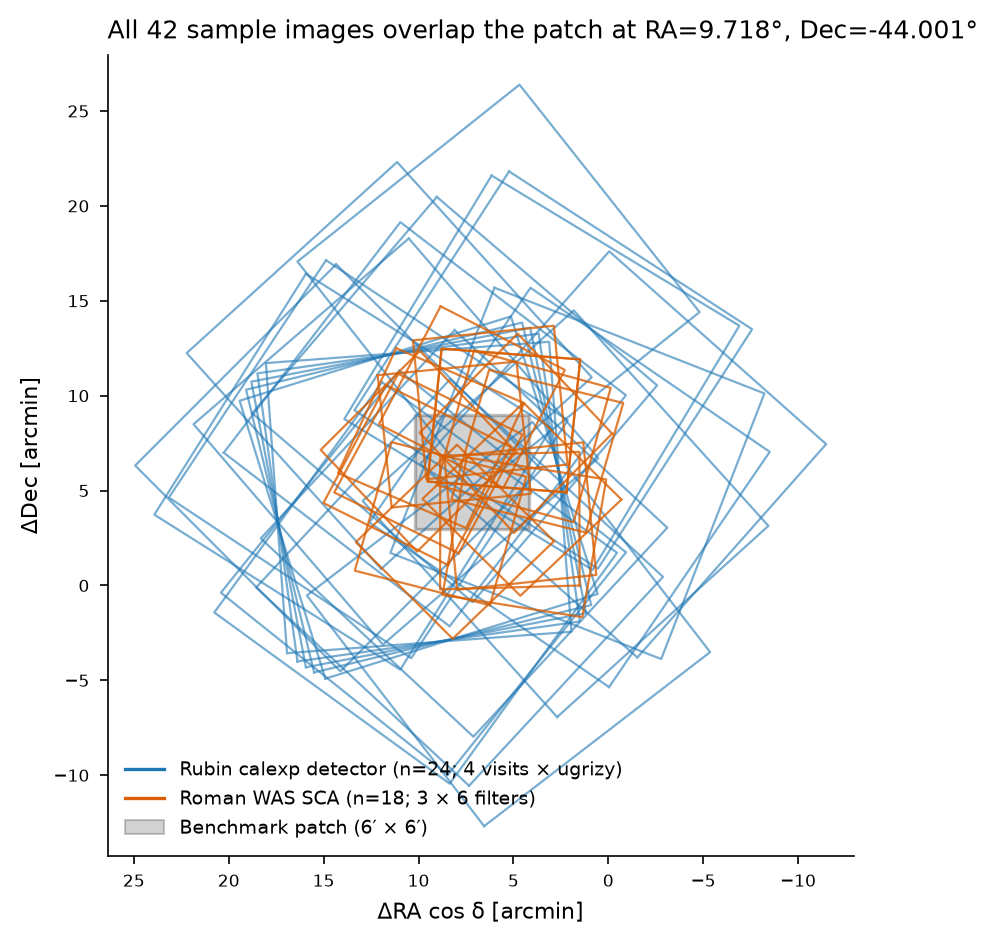 All 42 sample images overlap the patch at RA=9.718°, Dec=-44.001°
ΔDec [arcmin]
25
20
15
10
5
0
−5
−10
Rubin calexp detector (n=24; 4 visits × ugrizy)
Roman WAS SCA (n=18; 3 × 6 filters)
Benchmark patch (6′ × 6′)
25 20 15 10 5 0 −5 −10
ΔRA cos δ [arcmin]